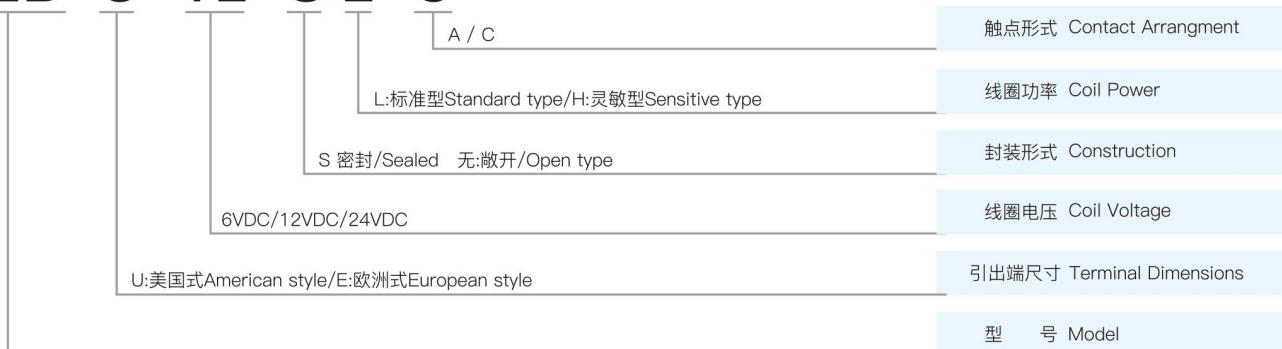 A / C
触点形式 Contact Arrangment
L:标准型Standard type/H:灵敏型Sensitive type
线圈功率 Coil Power
S 密封/Sealed 无:敞开/Open type
封装形式 Construction
6VDC/12VDC/24VDC
线圈电压 Coil Voltage
U:美国式American style/E:欧洲式European style
引出端尺寸 Terminal Dimensions
型 号 Model